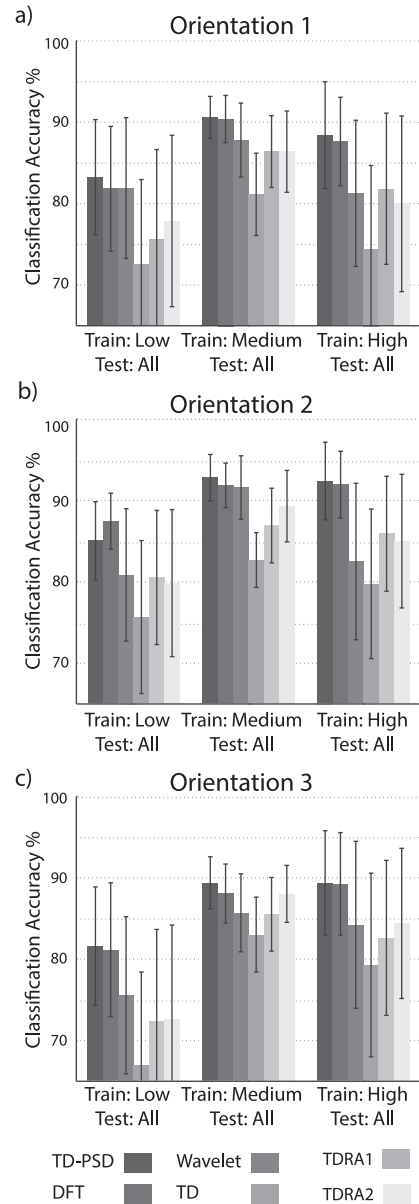 a)
Orientation 1
Classification Accuracy %
100
90
80
70
Train: Low
Test: All
Train: Medium
Test: All
Train: High
Test: All
b)
Orientation 2
Classification Accuracy %
100
90
80
70
Train: Low
Test: All
Train: Medium
Test: All
Train: High
Test: All
c)
Orientation 3
Classification Accuracy %
100
90
80
70
Train: Low
Test: All
Train: Medium
Test: All
Train: High
Test: All
TD-PSD
Wavelet
TDRA1
DFT
TD
TDRA2